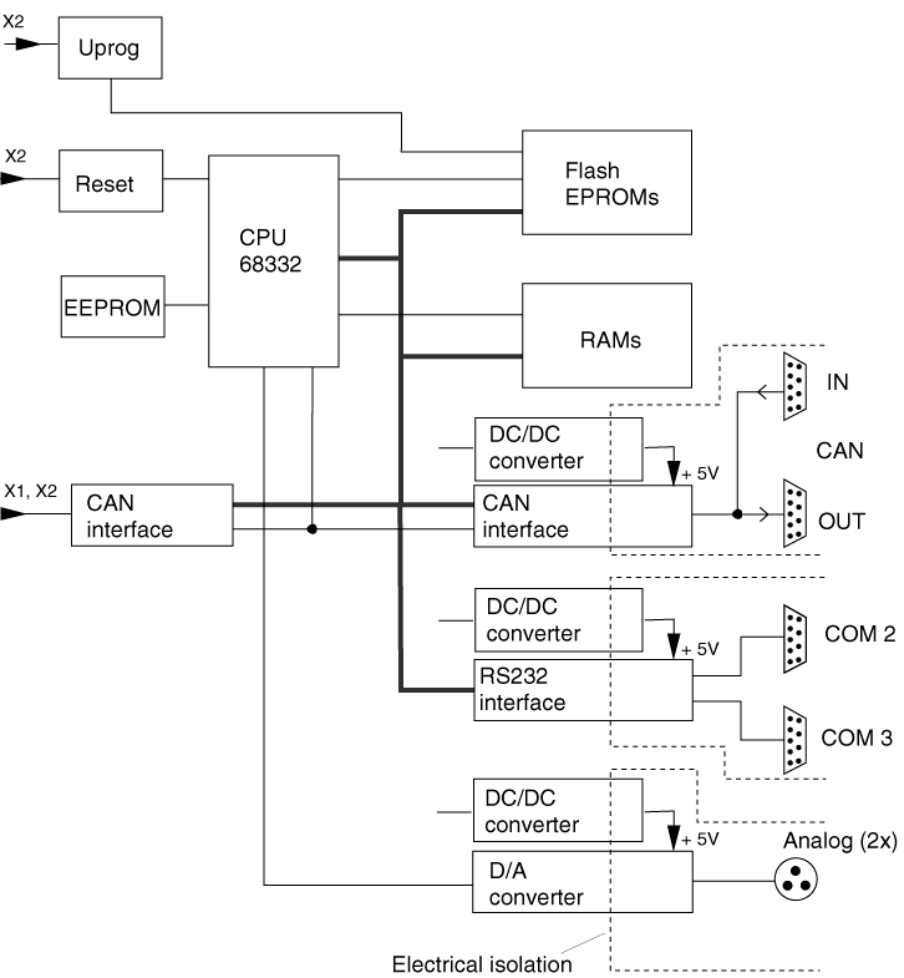 X2
Uprog
X2
Reset
CPU
68332
Flash
EPROMs
EEPROM
RAMs
IN
DC/DC
converter
CAN
+ 5V
X1, X2
CAN
interface
CAN
interface
OUT
DC/DC
converter
COM 2
+ 5V
RS232
interface
COM 3
DC/DC
converter
+ 5V
Analog (2x)
D/A
converter
Electrical isolation